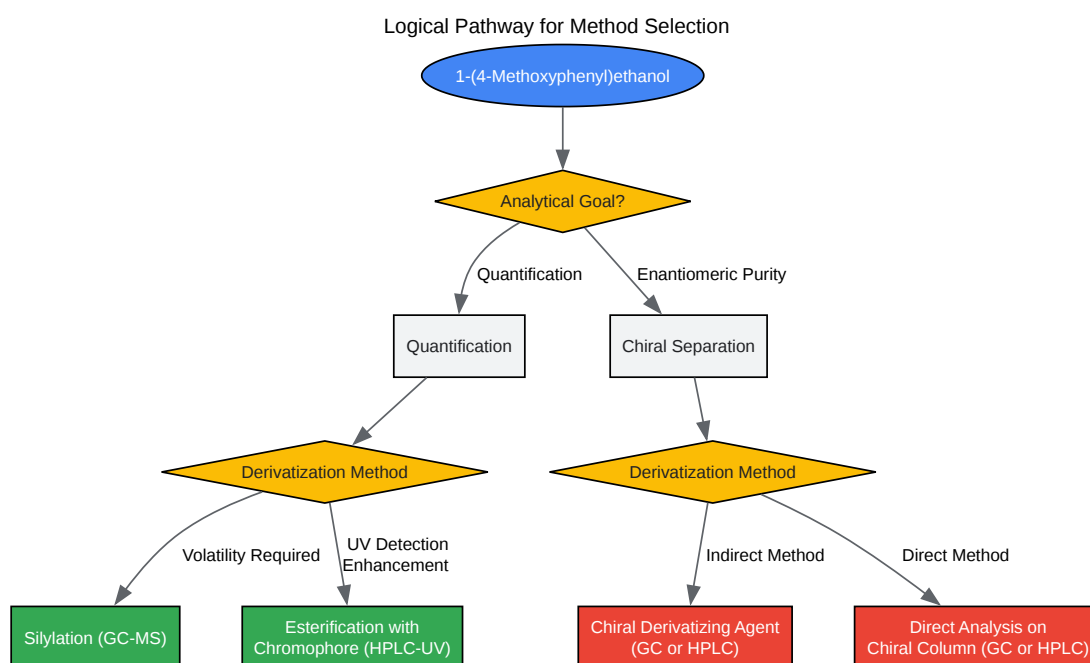 Logical Pathway for Method Selection
1-(4-Methoxyphenyl)ethanol
Analytical Goal?
Quantification
Enantiomeric Purity
Quantification
Chiral Separation
Derivatization Method
Derivatization Method
Volatility Required
UV Detection
Enhancement
Indirect Method
Direct Method
Silylation (GC-MS)
Esterification with
Chromophore (HPLC-UV)
Chiral Derivatizing Agent
(GC or HPLC)
Direct Analysis on
Chiral Column (GC or HPLC)